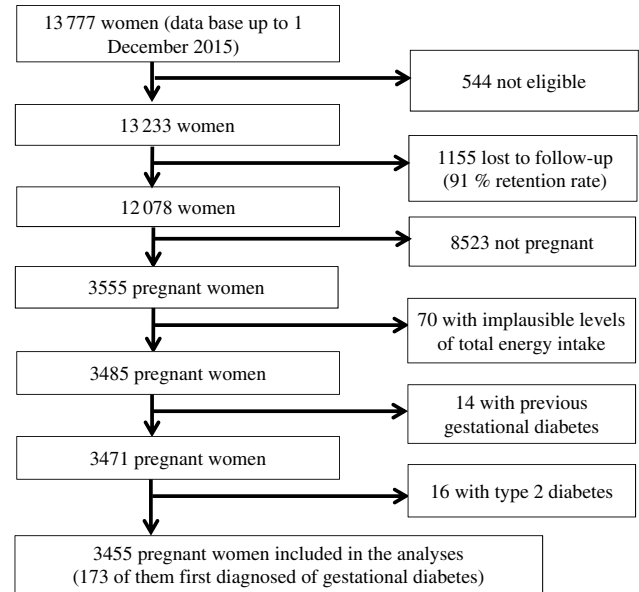 13 777 women (data base up to 1
December 2015)
544 not eligible
13 233 women
1155 lost to follow-up
(91 % retention rate)
12 078 women
8523 not pregnant
3555 pregnant women
70 with implausible levels
of total energy intake
3485 pregnant women
14 with previous
gestational diabetes
3471 pregnant women
16 with type 2 diabetes
3455 pregnant women included in the analyses
(173 of them first diagnosed of gestational diabetes)